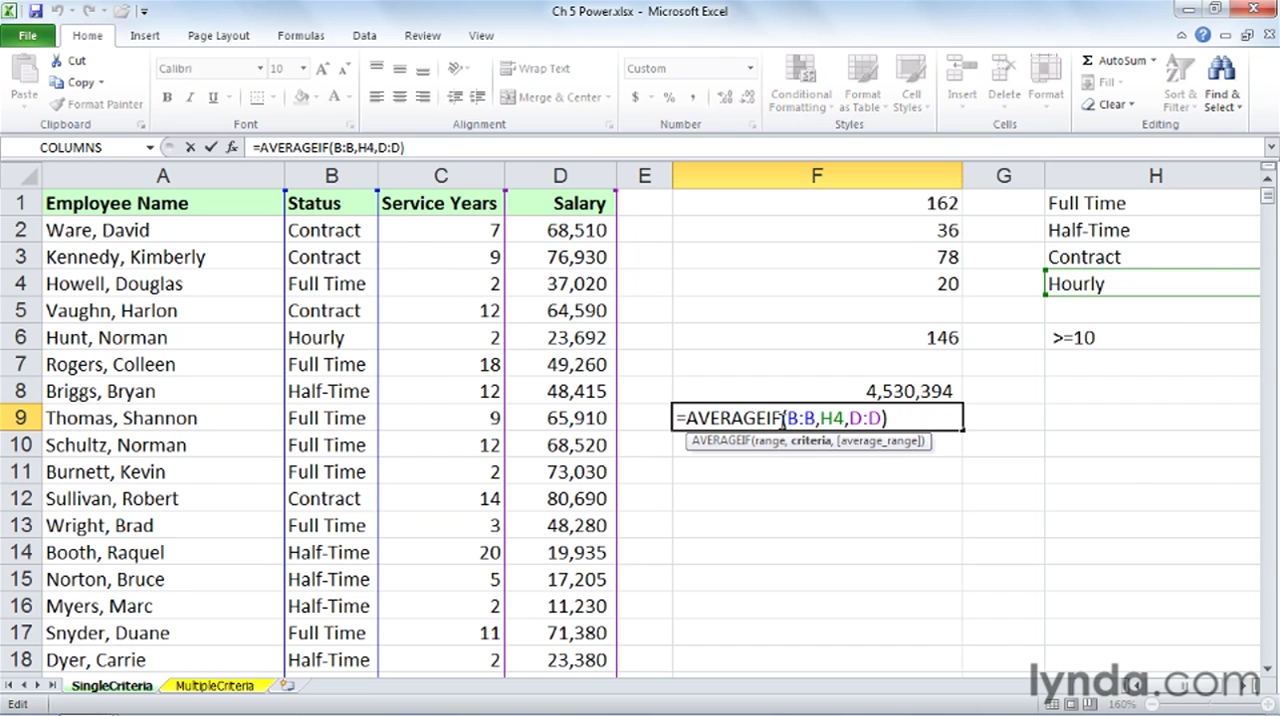 Ch 5 Power.xlsx - Microsoft Excel
File Home Insert Page Layout Formulas Data Review View
Cut
Copy
Format Painter
Paste
Clipboard
Calibri 10
B I U
Font
Wrap Text
Merge & Center
Alignment
Custom
$ % ,
Number
Conditional Formatting
Format as Table
Cell Styles
Styles
Insert Delete Format
Cells
AutoSum
Fill
Clear
Sort & Filter
Find & Select
Editing
COLUMNS fx =AVERAGEIF(B:B,H4,D:D)
A B C D E F G H
1 Employee Name Status Service Years Salary 162 Full Time
2 Ware, David Contract 7 68,510 36 Half-Time
3 Kennedy, Kimberly Contract 9 76,930 78 Contract
4 Howell, Douglas Full Time 2 37,020 20 Hourly
5 Vaughn, Harlon Contract 12 64,590
6 Hunt, Norman Hourly 2 23,692 146 >=10
7 Rogers, Colleen Full Time 18 49,260
8 Briggs, Bryan Half-Time 12 48,415 4,530,394
9 Thomas, Shannon Full Time 9 65,910 =AVERAGEIF(B:B,H4,D:D)
AVERAGEIF(range, criteria, [average_range])
10 Schultz, Norman Full Time 12 68,520
11 Burnett, Kevin Full Time 2 73,030
12 Sullivan, Robert Contract 14 80,690
13 Wright, Brad Full Time 3 48,280
14 Booth, Raquel Half-Time 20 19,935
15 Norton, Bruce Half-Time 5 17,205
16 Myers, Marc Half-Time 2 11,230
17 Snyder, Duane Full Time 11 71,380
18 Dyer, Carrie Half-Time 2 23,380
SingleCriteria MultipleCriteria
lynda.com
Edit 160%